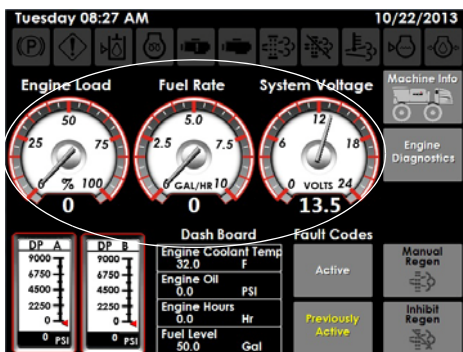 Tuesday 08:27 AM 10/22/2013
(P)
Engine Load Fuel Rate System Voltage Machine Info
50 5.0 12
25 75 2.5 7.5 6 18
Engine
Diagnostics
0 % 100 0 GAL/HR 10 0 VOLTS 24
0 0 13.5
Dash Board Fault Codes
DP A DP B
9000 9000
6750 6750
4500 4500
2250 2250
0 0
0 PSI 0 PSI
Engine Coolant Temp
32.0 F
Engine Oil
0.0 PSI
Engine Hours
0.0 Hr
Fuel Level
50.0 Gal
Active
Previously
Active
Manual
Regen
Inhibit
Regen